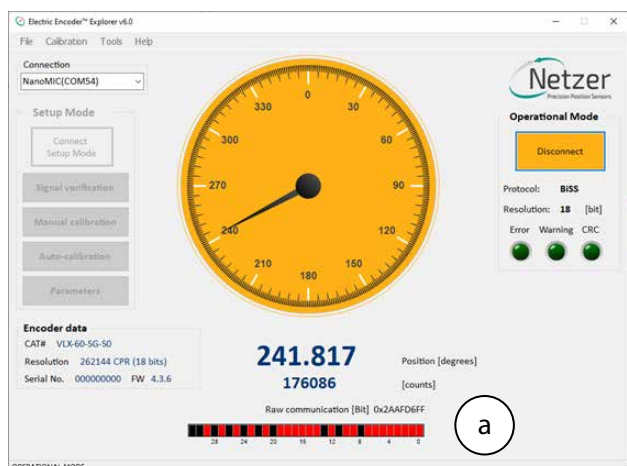 Electric Encoder™ Explorer v6.0
File Calibration Tools Help
Connection
NanoMIC(COM54)
Setup Mode
Connect
Setup Mode
Signal verification
Manual calibration
Auto-calibration
Parameters
0
30
60
90
120
150
180
210
240
270
300
330
Netzer
Precision Position Sensors
Operational Mode
Disconnect
Protocol: BiSS
Resolution: 18 [bit]
Error Warning CRC
Encoder data
CAT# VLX-60-SG-S0
Resolution 262144 CPR (18 bits)
Serial No. 000000000 FW 4.3.6
241.817 Position [degrees]
176086 [counts]
Raw communication [Bit] 0x2AAFD6FF
28 24 20 16 12 8 4 0
a
OPERATIONAL MODE